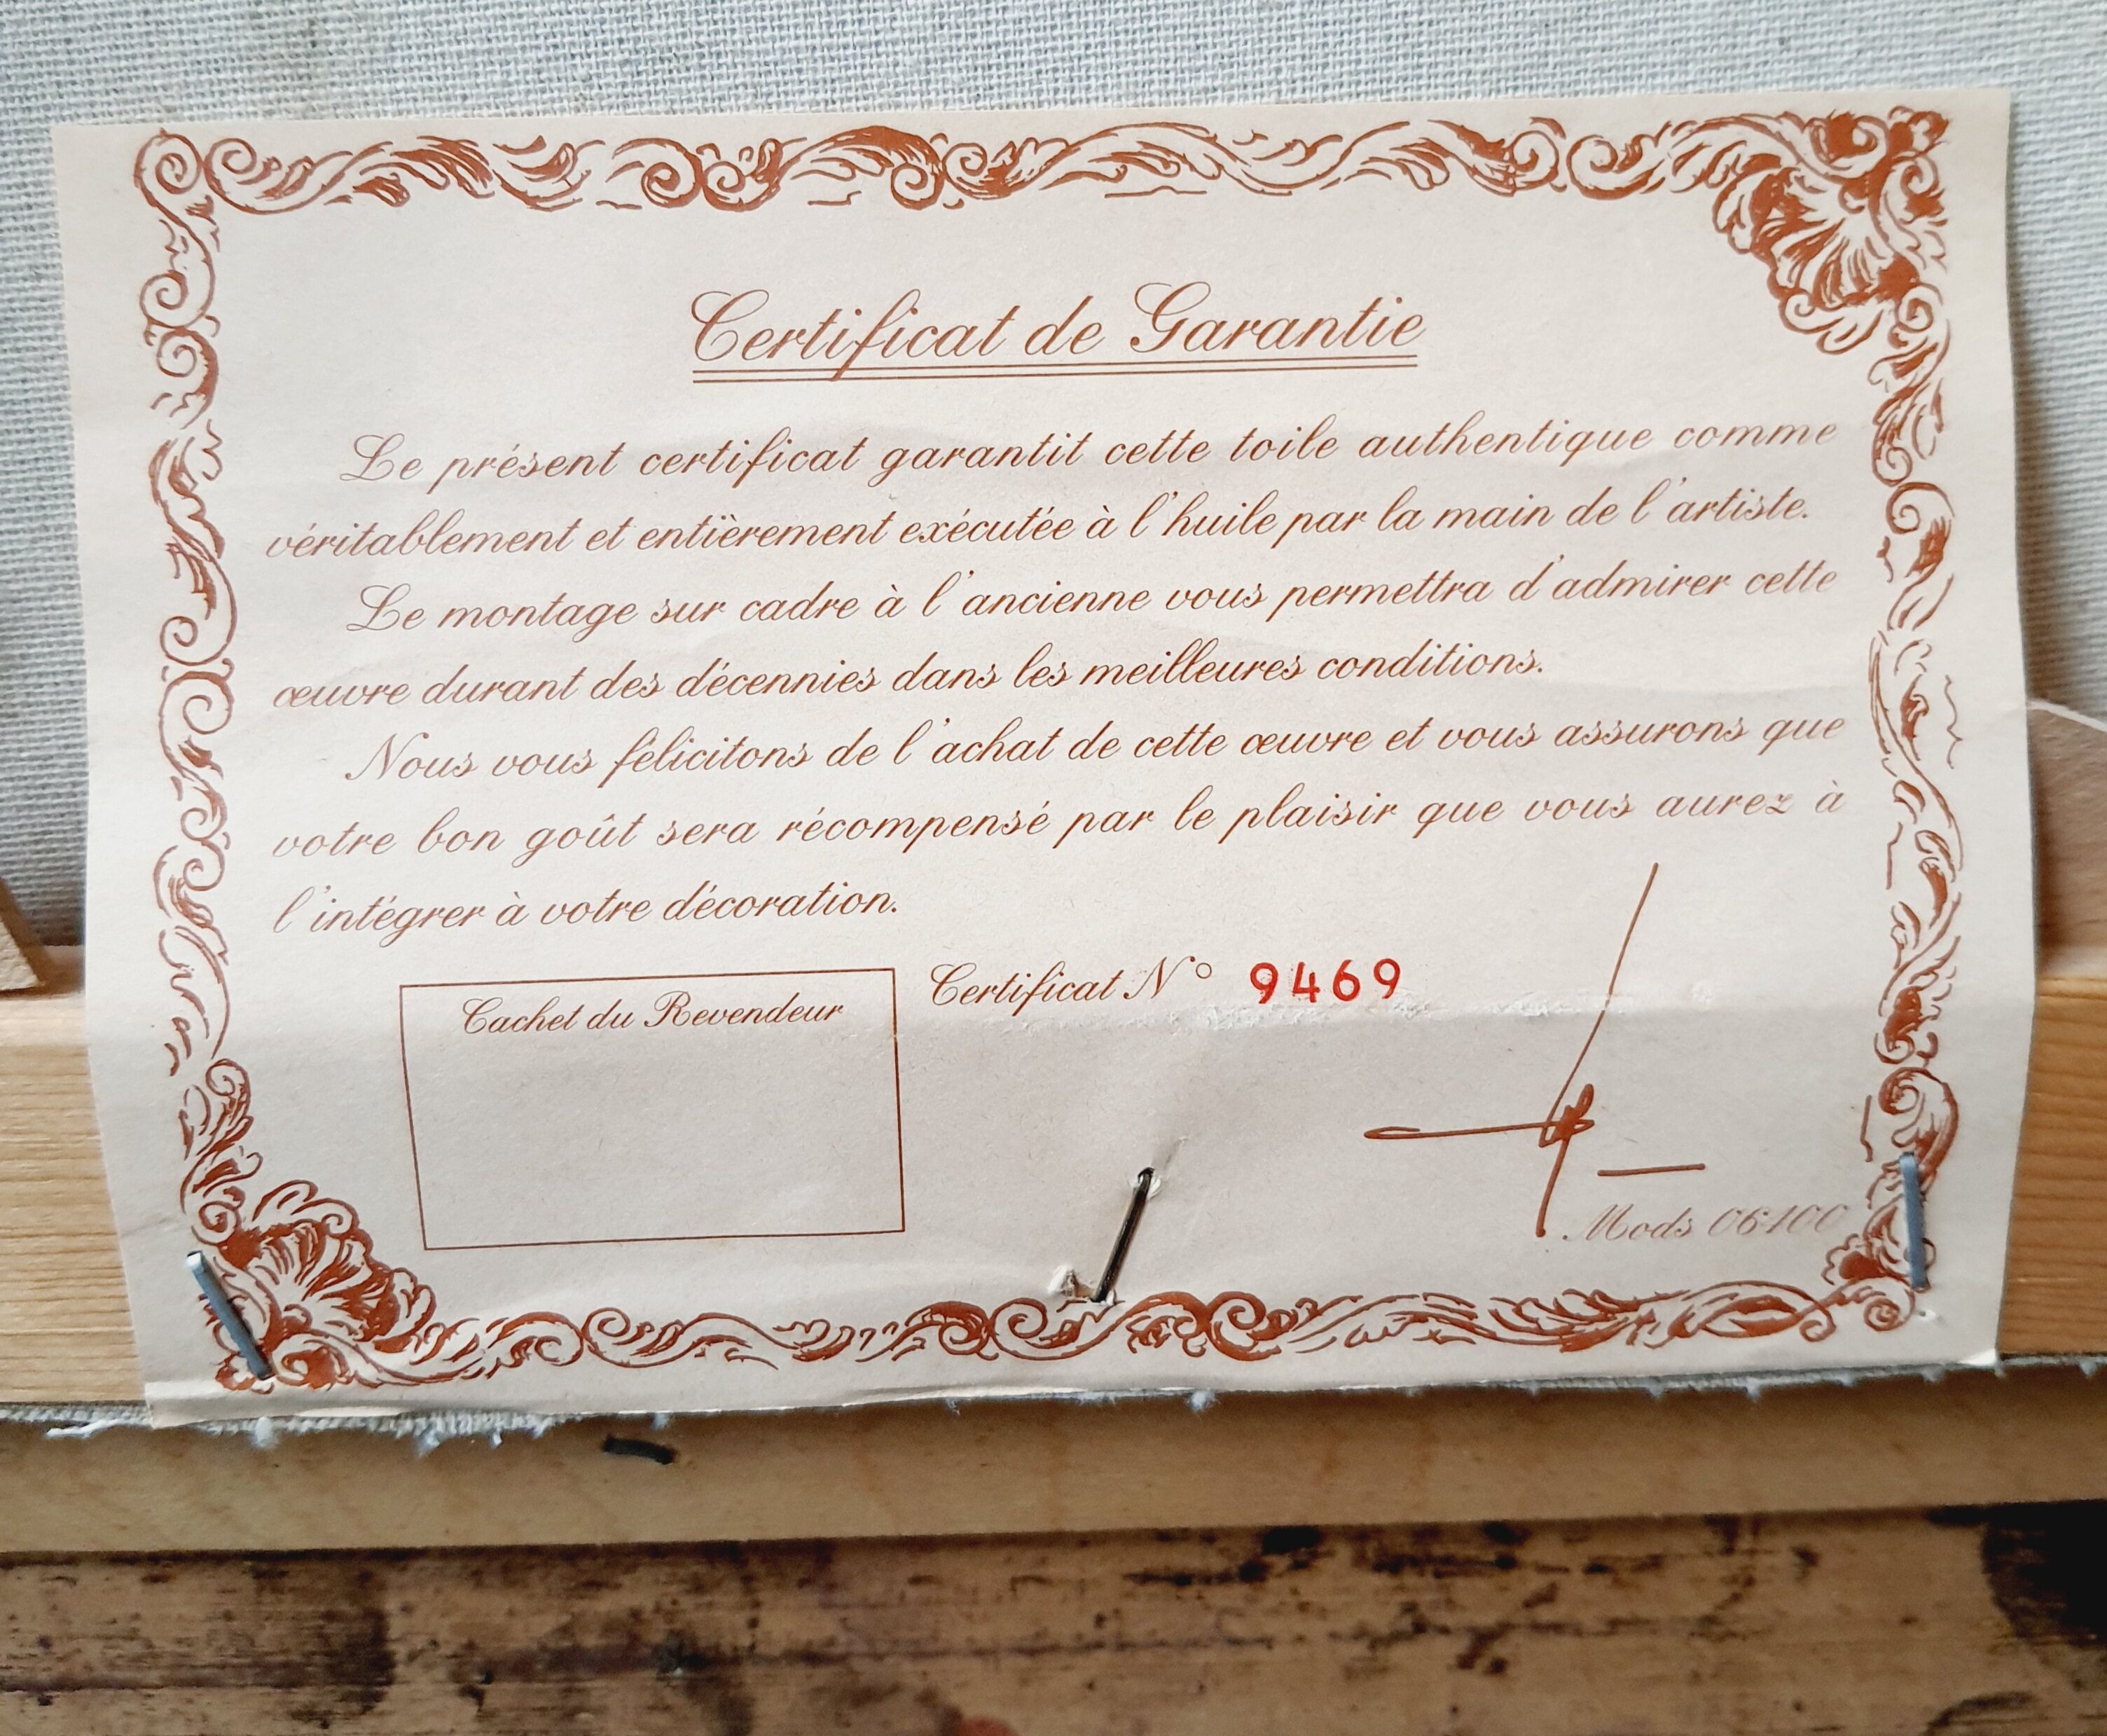 Certificat de Garantie
Le présent certificat garantit cette toile authentique comme
véritablement et entièrement exécutée à l'huile par la main de l'artiste.
Le montage sur cadre à l'ancienne vous permettra d'admirer cette
œuvre durant des décennies dans les meilleures conditions.
Nous vous félicitons de l'achat de cette œuvre et vous assurons que
votre bon goût sera récompensé par le plaisir que vous aurez à
l'intégrer à votre décoration.
Certificat N° 9469
Cachet du Revendeur
Mods 06100